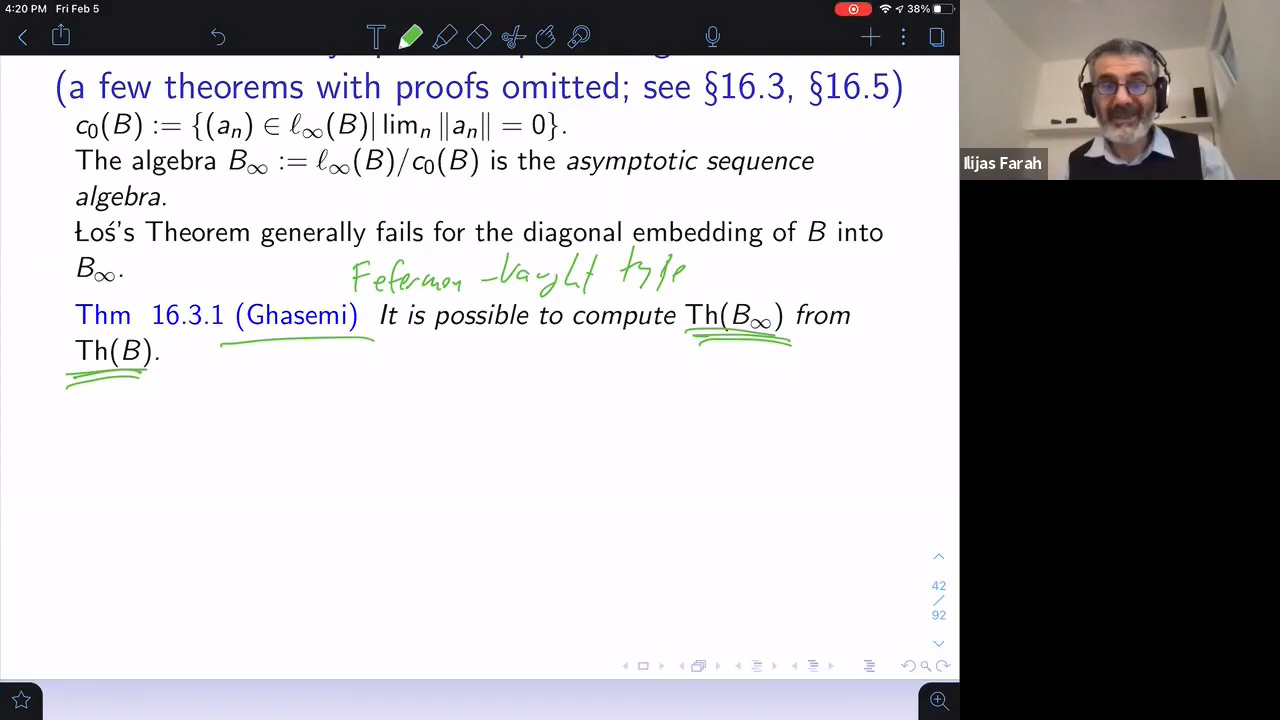 4:20 PM Fri Feb 5
38%
(a few theorems with proofs omitted; see §16.3, §16.5)
c₀(B) := {(aₙ) ∈ ℓ∞(B)| limₙ ‖aₙ‖ = 0}.
The algebra B∞ := ℓ∞(B)/c₀(B) is the asymptotic sequence
algebra.
Łoś's Theorem generally fails for the diagonal embedding of B into
B∞.
Fefermon -Vaught type
Thm 16.3.1 (Ghasemi) It is possible to compute Th(B∞) from
Th(B).
42
/
92
Ilijas Farah